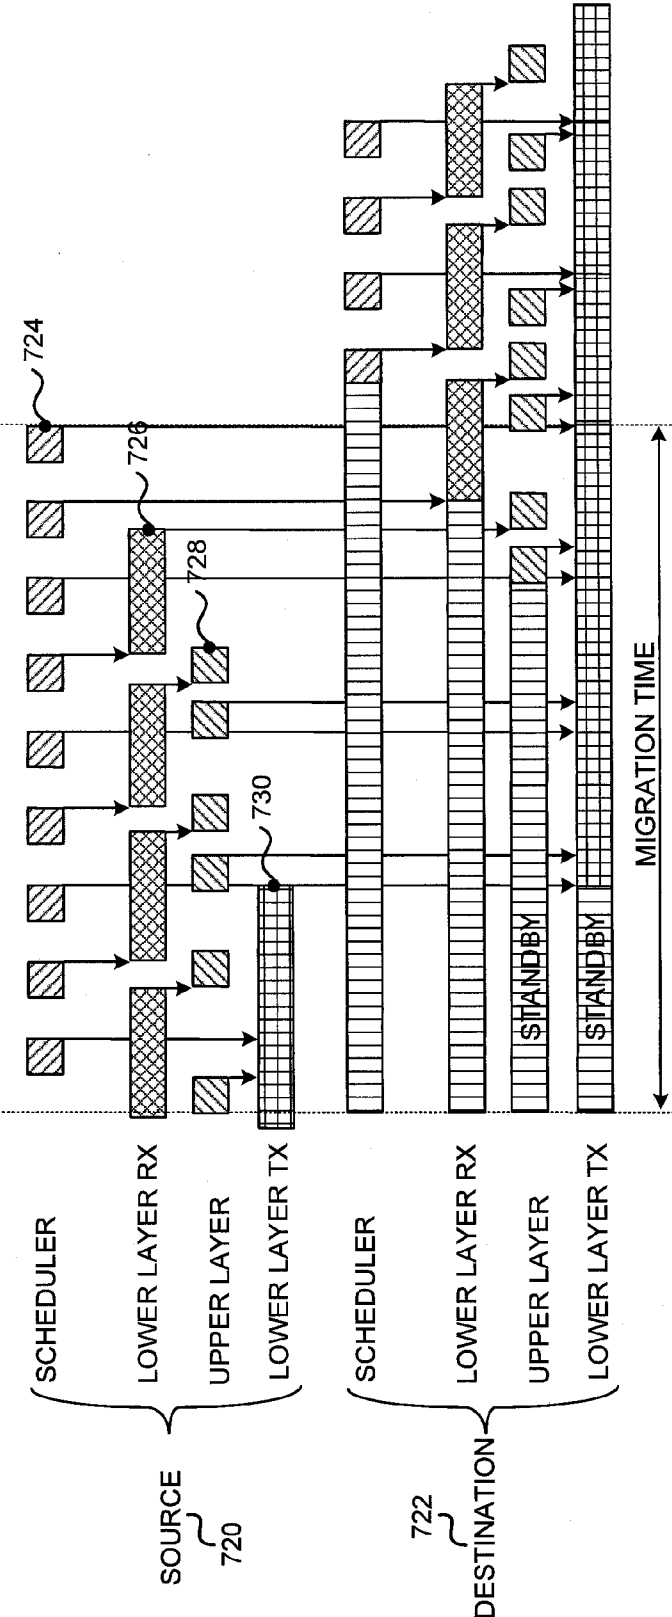 SOURCE
720
SCHEDULER
LOWER LAYER RX
UPPER LAYER
LOWER LAYER TX
724
726
728
730
DESTINATION
722
SCHEDULER
LOWER LAYER RX
UPPER LAYER
LOWER LAYER TX
STANDBY
STANDBY
MIGRATION TIME